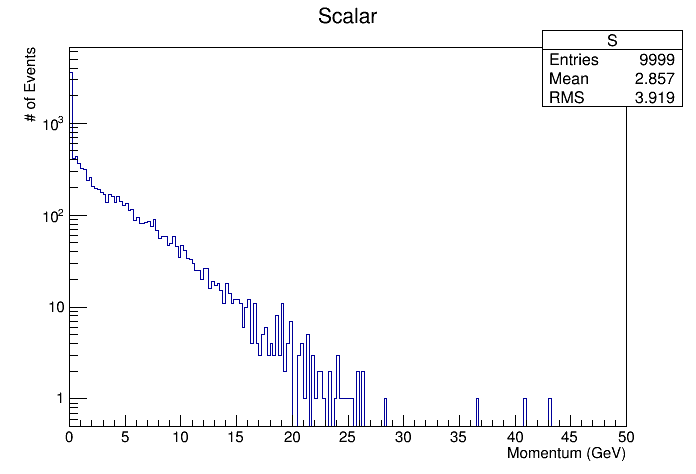 Scalar
S
Entries 9999
Mean 2.857
RMS 3.919
# of Events
10³
10²
10
1
0 5 10 15 20 25 30 35 40 45 50
Momentum (GeV)